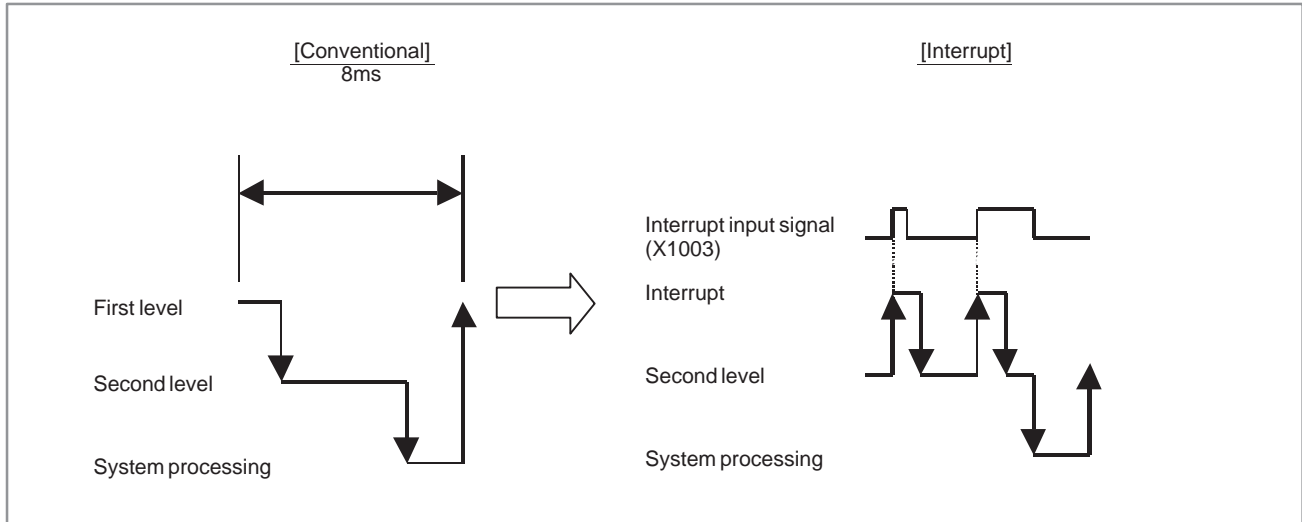 [Conventional]
8ms
First level
Second level
System processing
[Interrupt]
Interrupt input signal
(X1003)
Interrupt
Second level
System processing